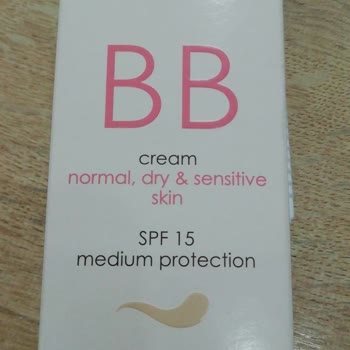 BB
cream
normal, dry & sensitive
skin
SPF 15
medium protection